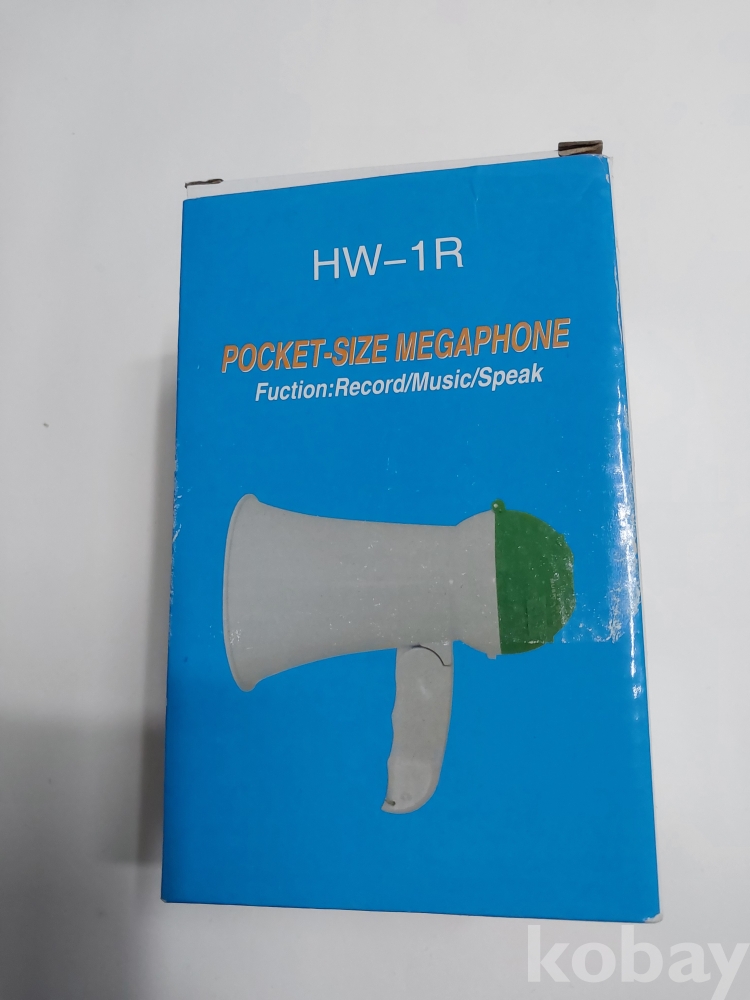 HW-1R
POCKET-SIZE MEGAPHONE
Fuction:Record/Music/Speak
kobay